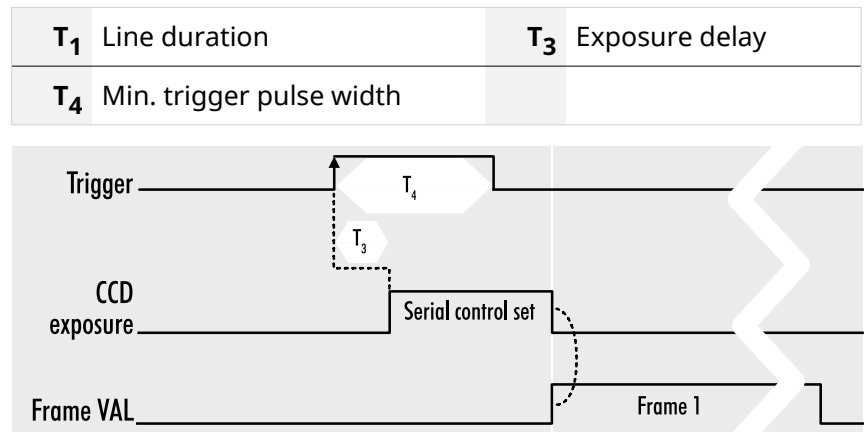 T1 Line duration T3 Exposure delay
T4 Min. trigger pulse width
Trigger
T4
T3
CCD
exposure
Serial control set
Frame VAL
Frame 1